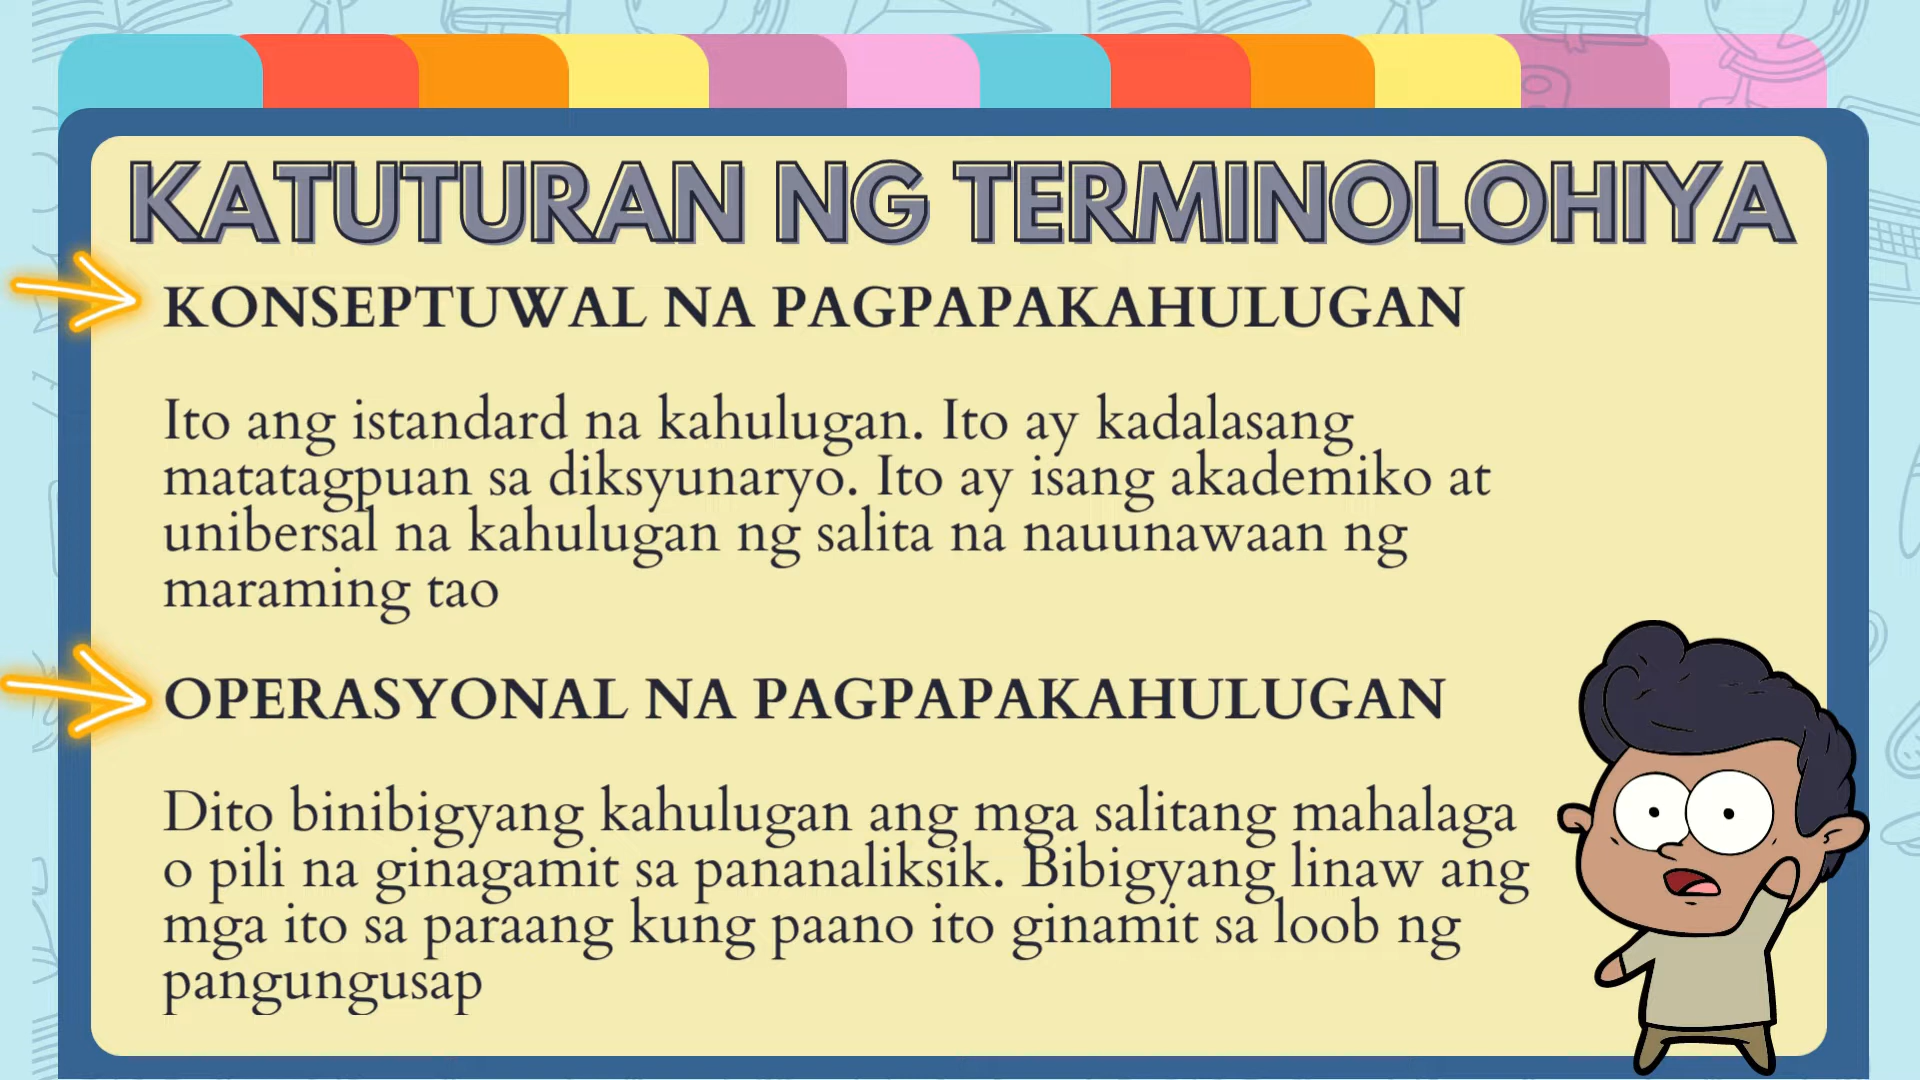 KATUTURAN NG TERMINOLOHIYA
KONSEPTUWAL NA PAGPAPAKAHULUGAN
Ito ang istandard na kahulugan. Ito ay kadalasang
matatagpuan sa diksyunaryo. Ito ay isang akademiko at
unibersal na kahulugan ng salita na nauunawaan ng
maraming tao
OPERASYONAL NA PAGPAPAKAHULUGAN
Dito binibigyang kahulugan ang mga salitang mahalaga
o pili na ginagamit sa pananaliksik. Bibigyang linaw ang
mga ito sa paraang kung paano ito ginamit sa loob ng
pangungusap